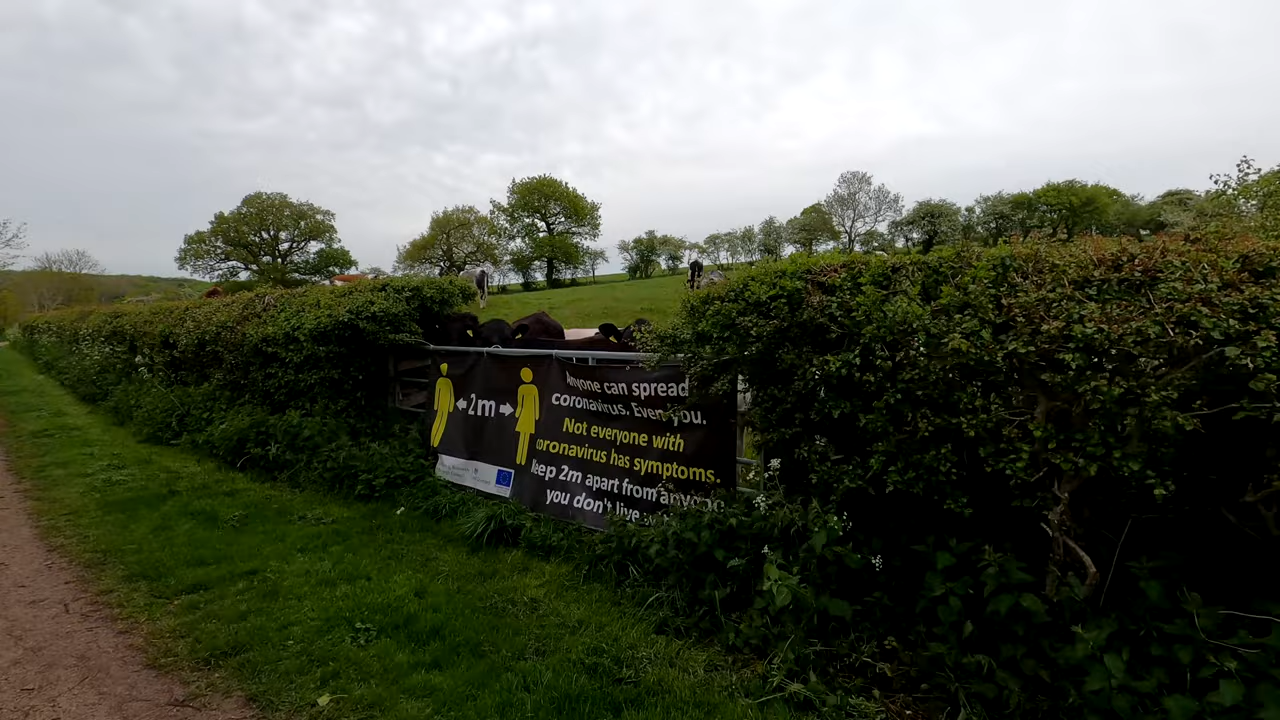 2m
Anyone can spread
coronavirus. Even you.
Not everyone with
coronavirus has symptoms.
Keep 2m apart from anyone
you don't live